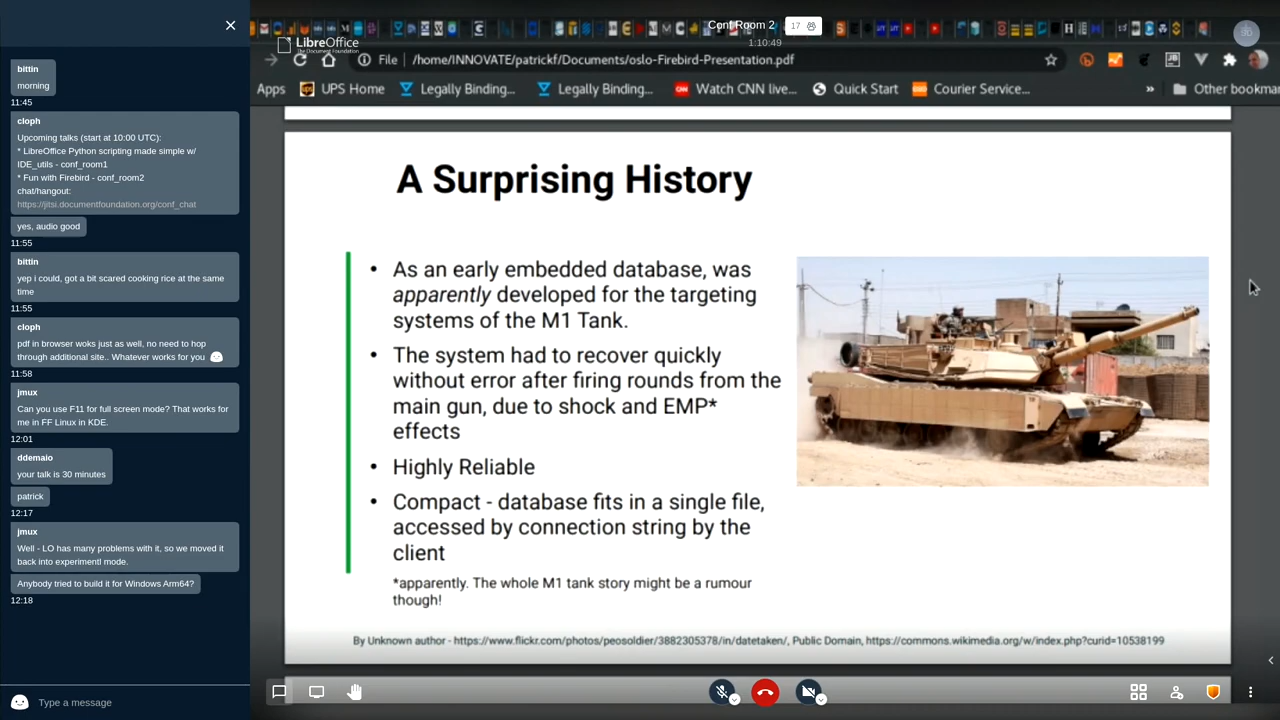 bittin
morning
11:45
cloph
Upcoming talks (start at 10:00 UTC):
* LibreOffice Python scripting made simple w/
IDE_utils - conf_room1
* Fun with Firebird - conf_room2
chat/hangout:
https://jitsi.documentfoundation.org/conf_chat
yes, audio good
11:55
bittin
yep i could, got a bit scared cooking rice at the same
time
11:55
cloph
pdf in browser woks just as well, no need to hop
through additional site.. Whatever works for you
11:58
jmux
Can you use F11 for full screen mode? That works for
me in FF Linux in KDE.
12:01
ddemaio
your talk is 30 minutes
patrick
12:17
jmux
Well - LO has many problems with it, so we moved it
back into experimentl mode.
Anybody tried to build it for Windows Arm64?
12:18
Type a message
Conf Room 2
17
1:10:49
LibreOffice
The Document Foundation
File
/home/INNOVATE/patrickf/Documents/oslo-Firebird-Presentation.pdf
Apps
UPS Home
Legally Binding...
Legally Binding...
Watch CNN live...
Quick Start
Courier Service...
»
Other bookmar
A Surprising History
• As an early embedded database, was
apparently developed for the targeting
systems of the M1 Tank.
• The system had to recover quickly
without error after firing rounds from the
main gun, due to shock and EMP*
effects
• Highly Reliable
• Compact - database fits in a single file,
accessed by connection string by the
client
*apparently. The whole M1 tank story might be a rumour
though!
By Unknown author - https://www.flickr.com/photos/peosoldier/3882305378/in/datetaken/, Public Domain, https://commons.wikimedia.org/w/index.php?curid=10538199